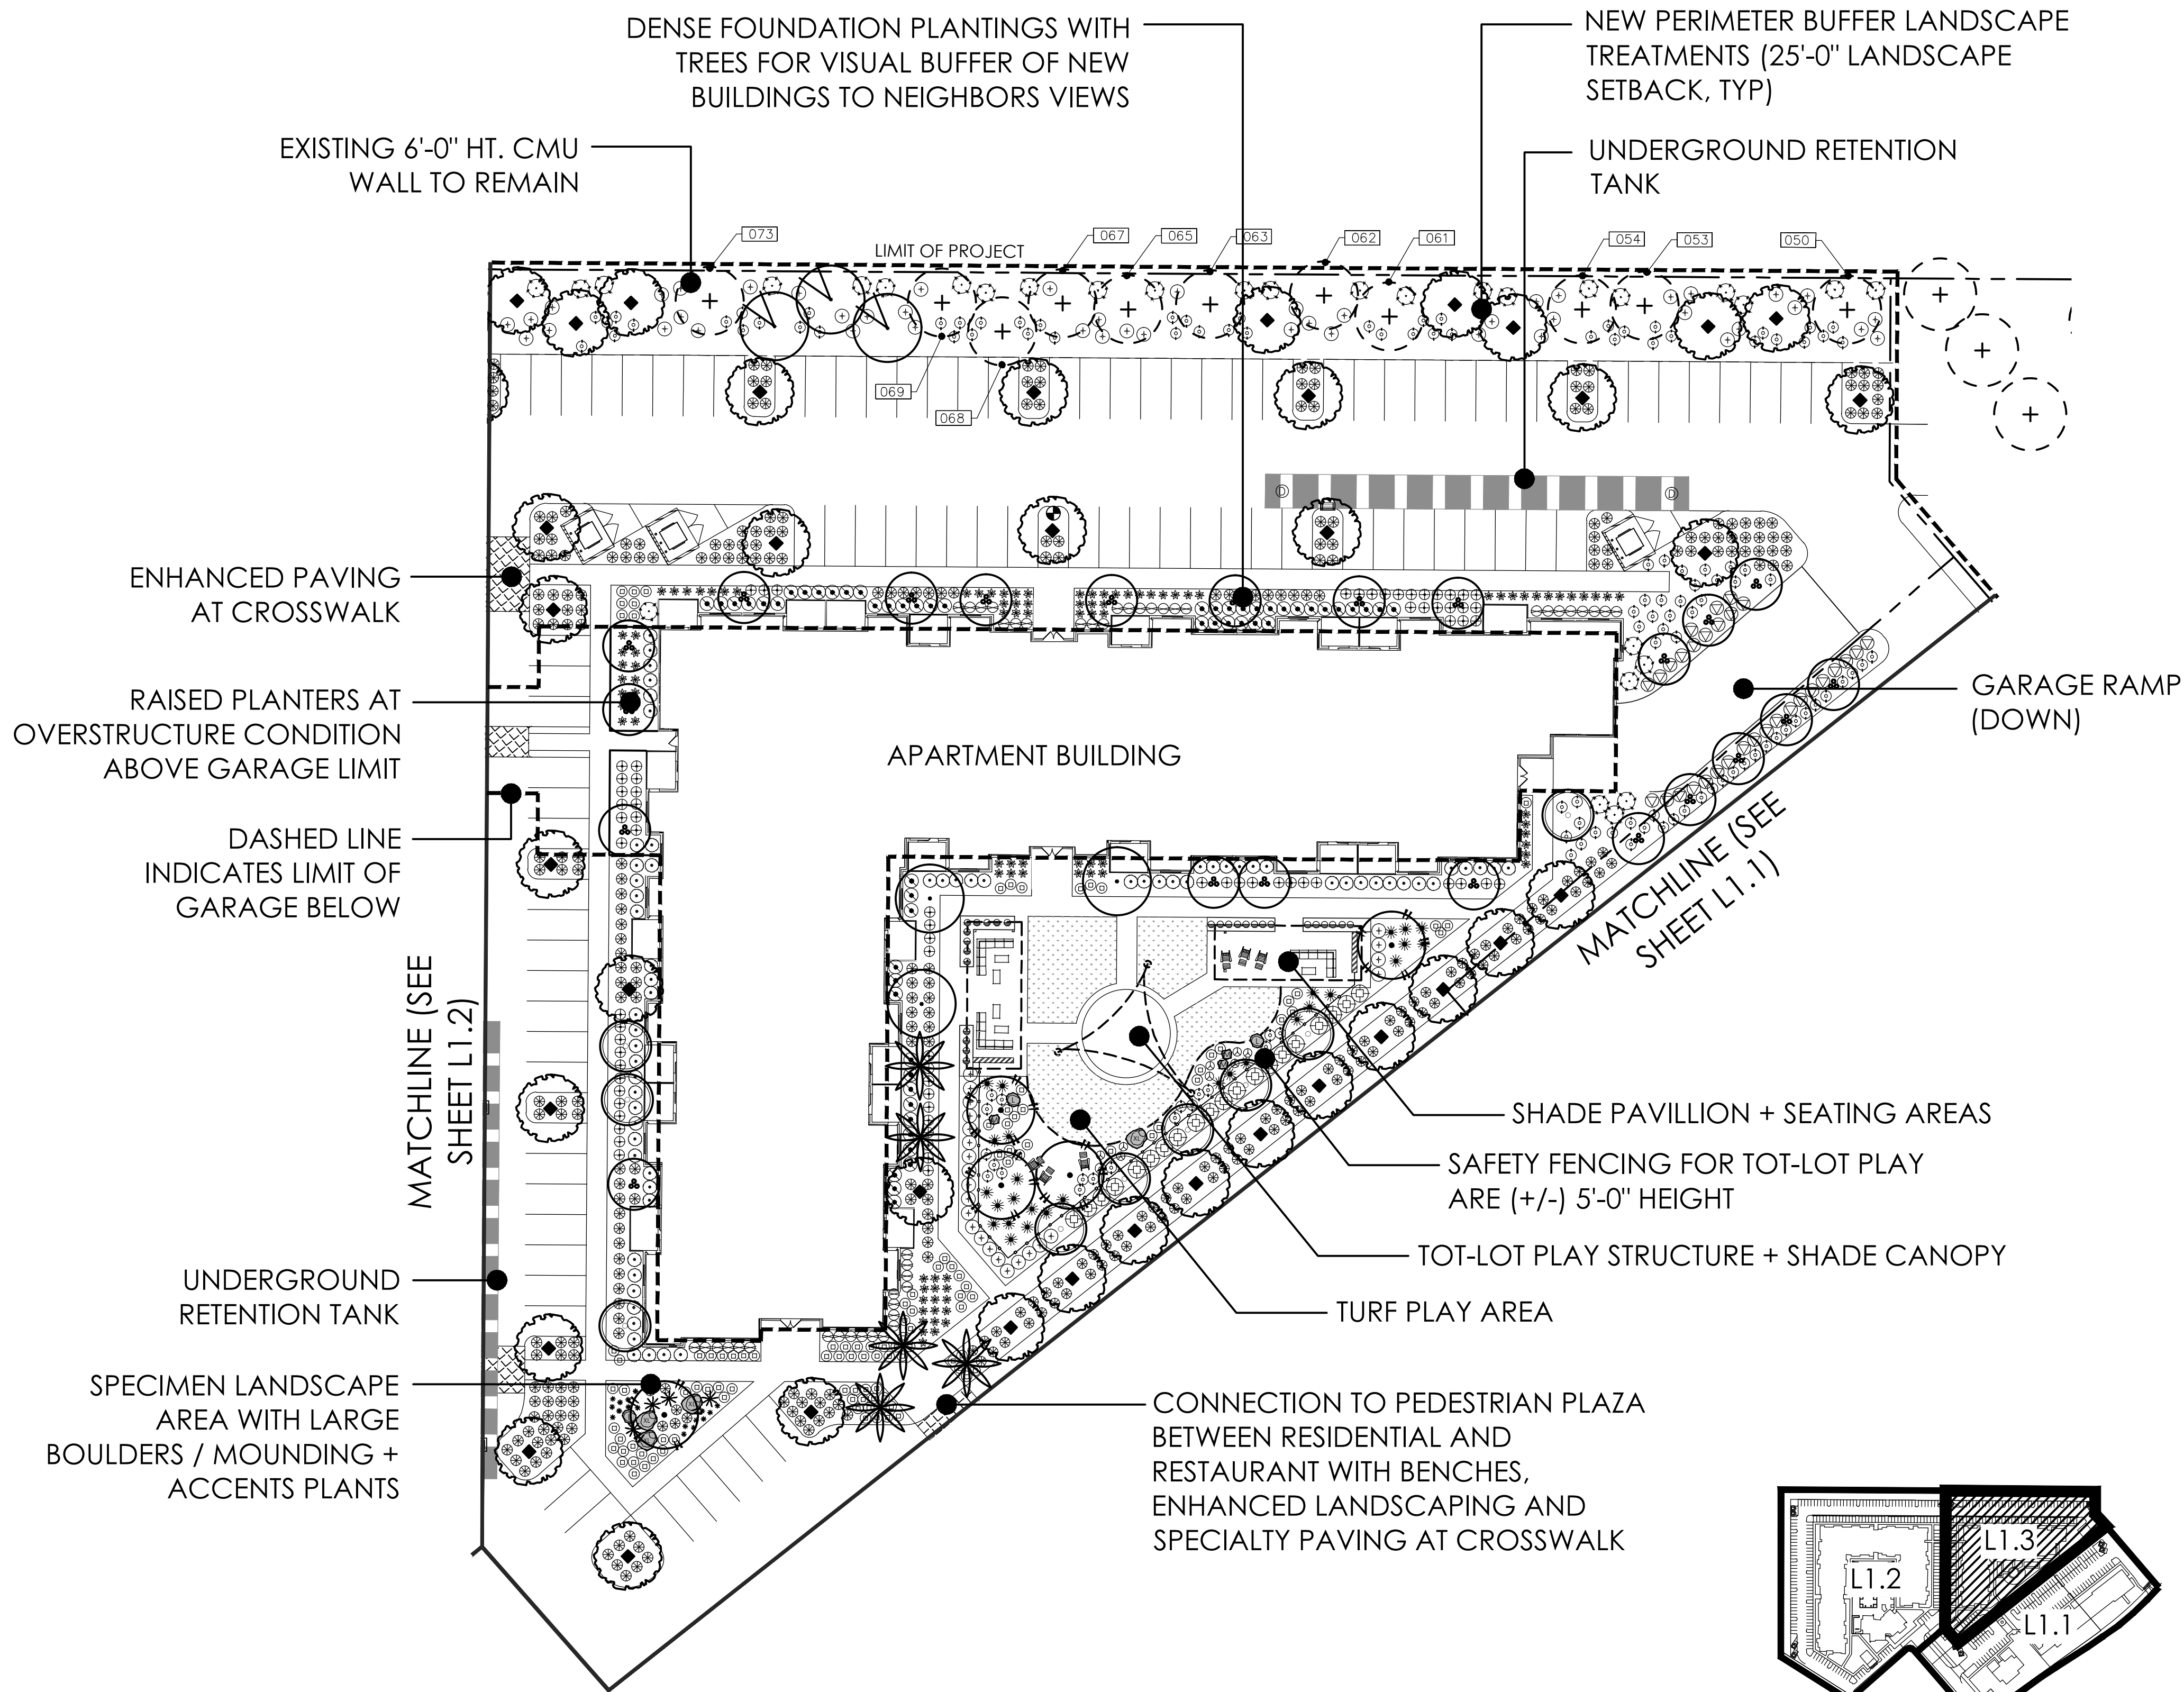 DENSE FOUNDATION PLANTINGS WITH
TREES FOR VISUAL BUFFER OF NEW
BUILDINGS TO NEIGHBORS VIEWS
NEW PERIMETER BUFFER LANDSCAPE
TREATMENTS (25'-0" LANDSCAPE
SETBACK, TYP)
EXISTING 6'-0" HT. CMU
WALL TO REMAIN
UNDERGROUND RETENTION
TANK
073
LIMIT OF PROJECT
067
065
063
062
061
054
053
050
069
068
D
D
ENHANCED PAVING
AT CROSSWALK
RAISED PLANTERS AT
OVERSTRUCTURE CONDITION
ABOVE GARAGE LIMIT
GARAGE RAMP
(DOWN)
APARTMENT BUILDING
DASHED LINE
INDICATES LIMIT OF
GARAGE BELOW
MATCHLINE (SEE
SHEET L1.1)
MATCHLINE (SEE
SHEET L1.2)
SHADE PAVILLION + SEATING AREAS
SAFETY FENCING FOR TOT-LOT PLAY
ARE (+/-) 5'-0" HEIGHT
TOT-LOT PLAY STRUCTURE + SHADE CANOPY
TURF PLAY AREA
UNDERGROUND
RETENTION TANK
SPECIMEN LANDSCAPE
AREA WITH LARGE
BOULDERS / MOUNDING +
ACCENTS PLANTS
CONNECTION TO PEDESTRIAN PLAZA
BETWEEN RESIDENTIAL AND
RESTAURANT WITH BENCHES,
ENHANCED LANDSCAPING AND
SPECIALTY PAVING AT CROSSWALK
L1.3
L1.2
L1.1